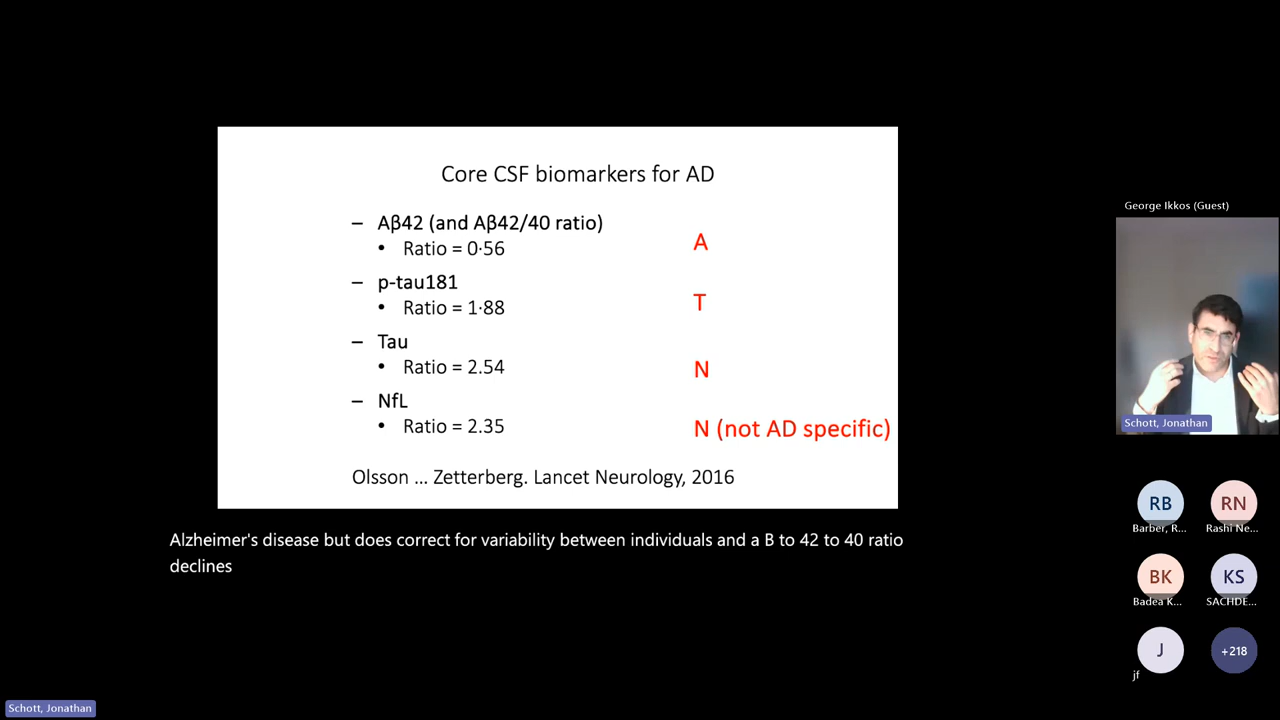 Core CSF biomarkers for AD
– Aβ42 (and Aβ42/40 ratio)
• Ratio = 0·56
A
– p-tau181
• Ratio = 1·88
T
– Tau
• Ratio = 2.54
N
– NfL
• Ratio = 2.35
N (not AD specific)
Olsson ... Zetterberg. Lancet Neurology, 2016
Alzheimer's disease but does correct for variability between individuals and a B to 42 to 40 ratio
declines
George Ikkos (Guest)
Schott, Jonathan
RB
RN
Barber, R...
Rashi Ne...
BK
KS
Badea K...
SACHDE...
J
+218
jf
Schott, Jonathan